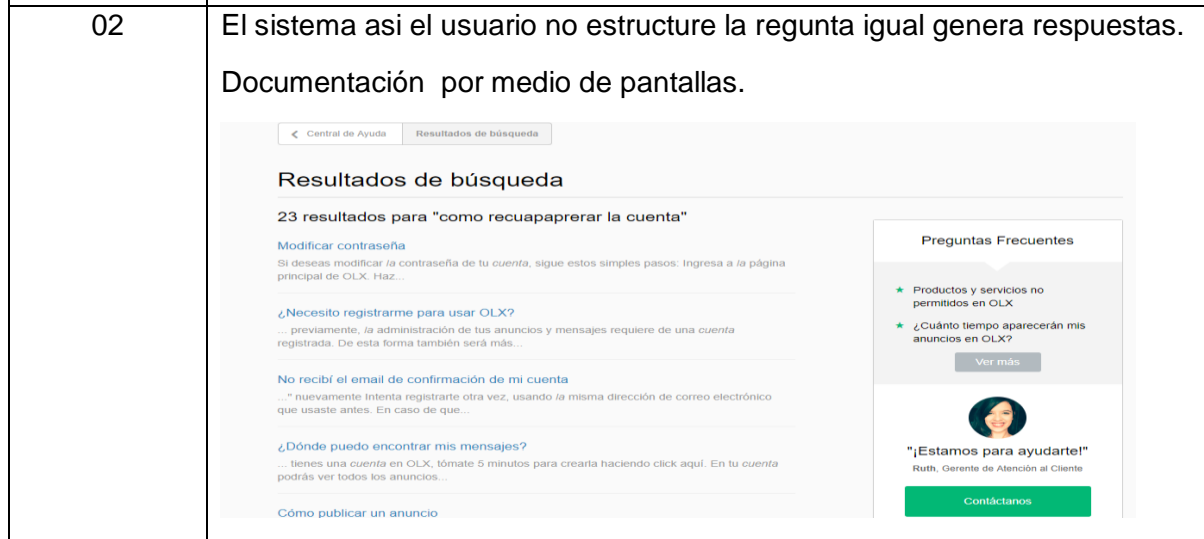 02
El sistema asi el usuario no estructure la regunta igual genera respuestas.
Documentación por medio de pantallas.
Central de Ayuda
Resultados de búsqueda
Resultados de búsqueda
23 resultados para "como recuapaprerar la cuenta"
Modificar contraseña
Si deseas modificar la contraseña de tu cuenta, sigue estos simples pasos: Ingresa a la página
principal de OLX. Haz...
¿Necesito registrarme para usar OLX?
... previamente, la administración de tus anuncios y mensajes requiere de una cuenta
registrada. De esta forma también será más...
No recibí el email de confirmación de mi cuenta
..." nuevamente Intenta registrarte otra vez, usando la misma dirección de correo electrónico
que usaste antes. En caso de que...
¿Dónde puedo encontrar mis mensajes?
... tienes una cuenta en OLX, tómate 5 minutos para crearla haciendo click aquí. En tu cuenta
podrás ver todos los anuncios...
Cómo publicar un anuncio
Preguntas Frecuentes
Productos y servicios no
permitidos en OLX
¿Cuánto tiempo aparecerán mis
anuncios en OLX?
Ver más
"¡Estamos para ayudarte!"
Ruth, Gerente de Atención al Cliente
Contáctanos